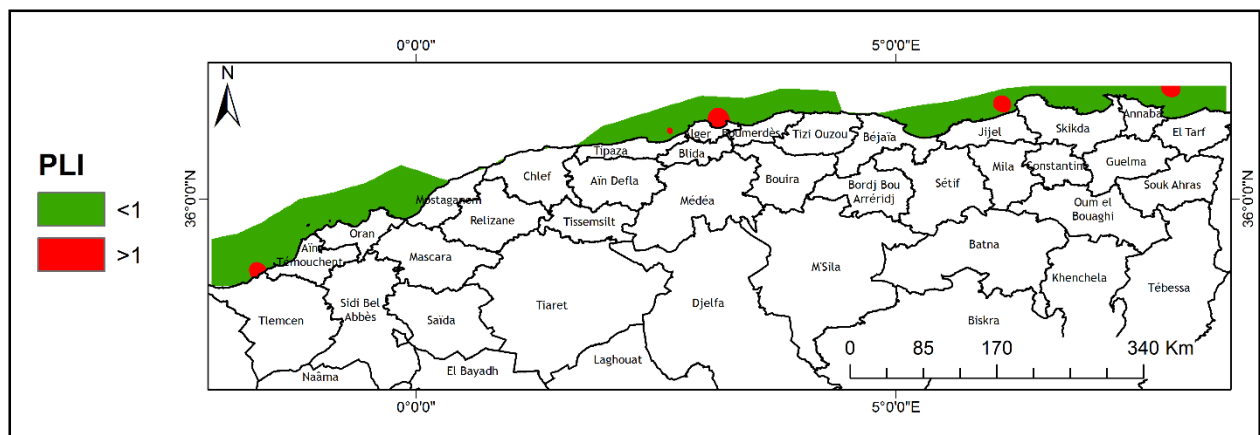 0°0'0"
5°0'0"E
N
PLI
<1
>1
36°0'0"N
36°0'0"N
Alger
Boumerdès
Tizi Ouzou
Béjaïa
Jijel
Skikda
Annaba
El Tarf
Tipaza
Blida
Chlef
Aïn Defla
Bouira
Médéa
Bordj Bou
Arréridj
Sétif
Mila
Constantine
Guelma
Souk Ahras
Oum el
Bouaghi
Mostaganem
Relizane
Tissemsilt
Oran
Aïn
Témouchent
Mascara
M'Sila
Batna
Khenchela
Tébessa
Tlemcen
Sidi Bel
Abbès
Saïda
Tiaret
Djelfa
Biskra
Laghouat
El Bayadh
Naâma
0 85 170 340 Km
0°0'0"
5°0'0"E